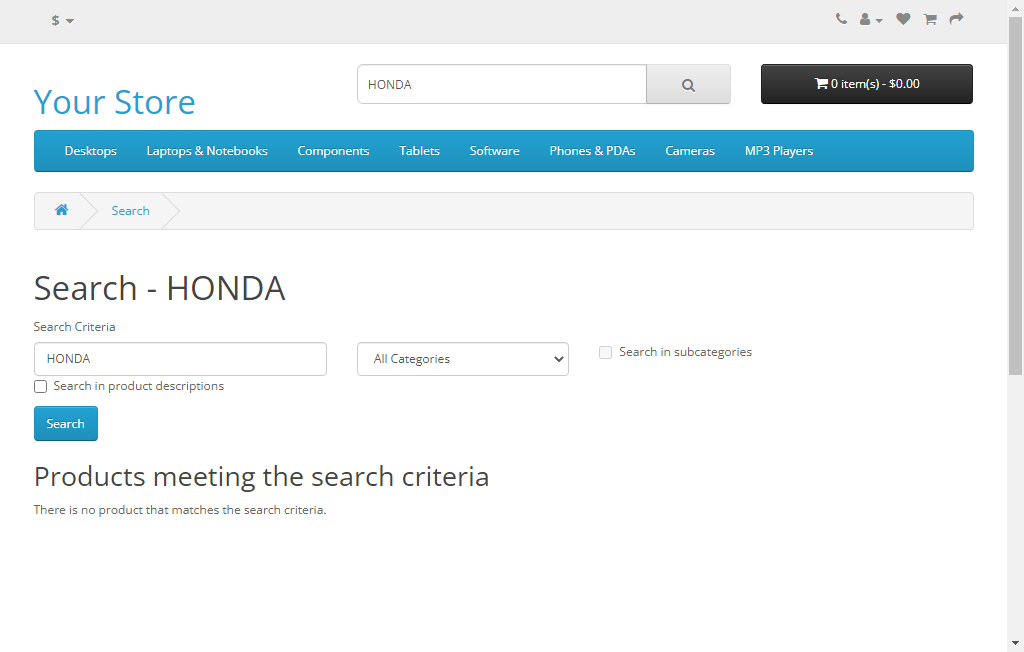 $
HONDA
0 item(s) - $0.00
Your Store
Desktops Laptops & Notebooks Components Tablets Software Phones & PDAs Cameras MP3 Players
Search
Search - HONDA
Search Criteria
HONDA All Categories Search in subcategories
Search in product descriptions
Search
Products meeting the search criteria
There is no product that matches the search criteria.